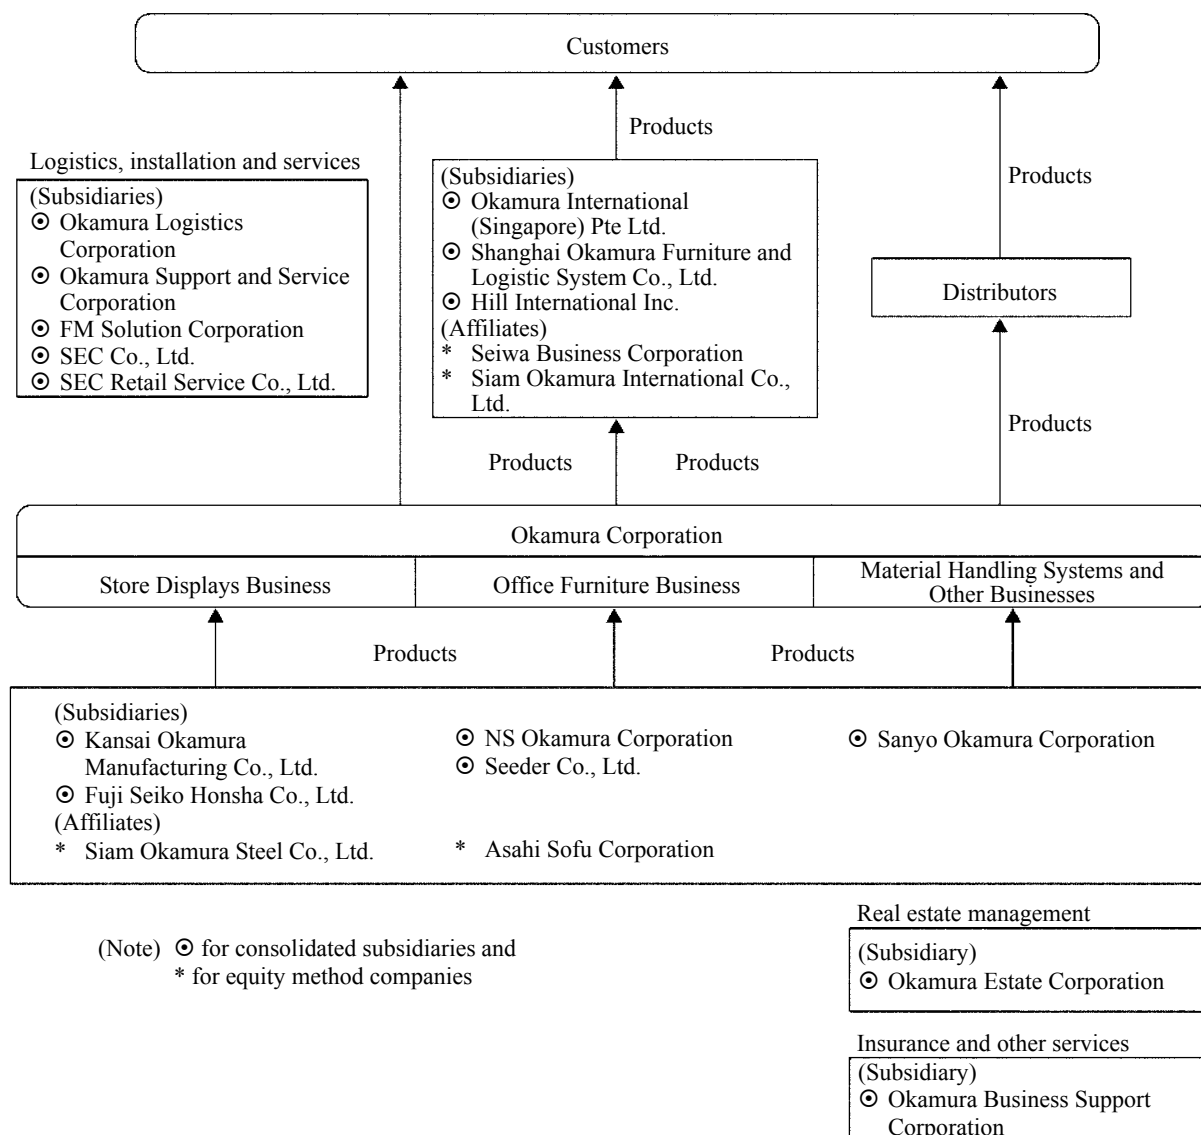 Customers
Products
Logistics, installation and services
(Subsidiaries)
⦿ Okamura Logistics
Corporation
⦿ Okamura Support and Service
Corporation
⦿ FM Solution Corporation
⦿ SEC Co., Ltd.
⦿ SEC Retail Service Co., Ltd.
(Subsidiaries)
⦿ Okamura International
(Singapore) Pte Ltd.
⦿ Shanghai Okamura Furniture and
Logistic System Co., Ltd.
⦿ Hill International Inc.
(Affiliates)
* Seiwa Business Corporation
* Siam Okamura International Co.,
Ltd.
Products
Distributors
Products
Products
Products
Okamura Corporation
Store Displays Business
Office Furniture Business
Material Handling Systems and
Other Businesses
Products
Products
(Subsidiaries)
⦿ Kansai Okamura
Manufacturing Co., Ltd.
⦿ Fuji Seiko Honsha Co., Ltd.
(Affiliates)
* Siam Okamura Steel Co., Ltd.
⦿ NS Okamura Corporation
⦿ Seeder Co., Ltd.
* Asahi Sofu Corporation
⦿ Sanyo Okamura Corporation
(Note) ⦿ for consolidated subsidiaries and
* for equity method companies
Real estate management
(Subsidiary)
⦿ Okamura Estate Corporation
Insurance and other services
(Subsidiary)
⦿ Okamura Business Support
Corporation